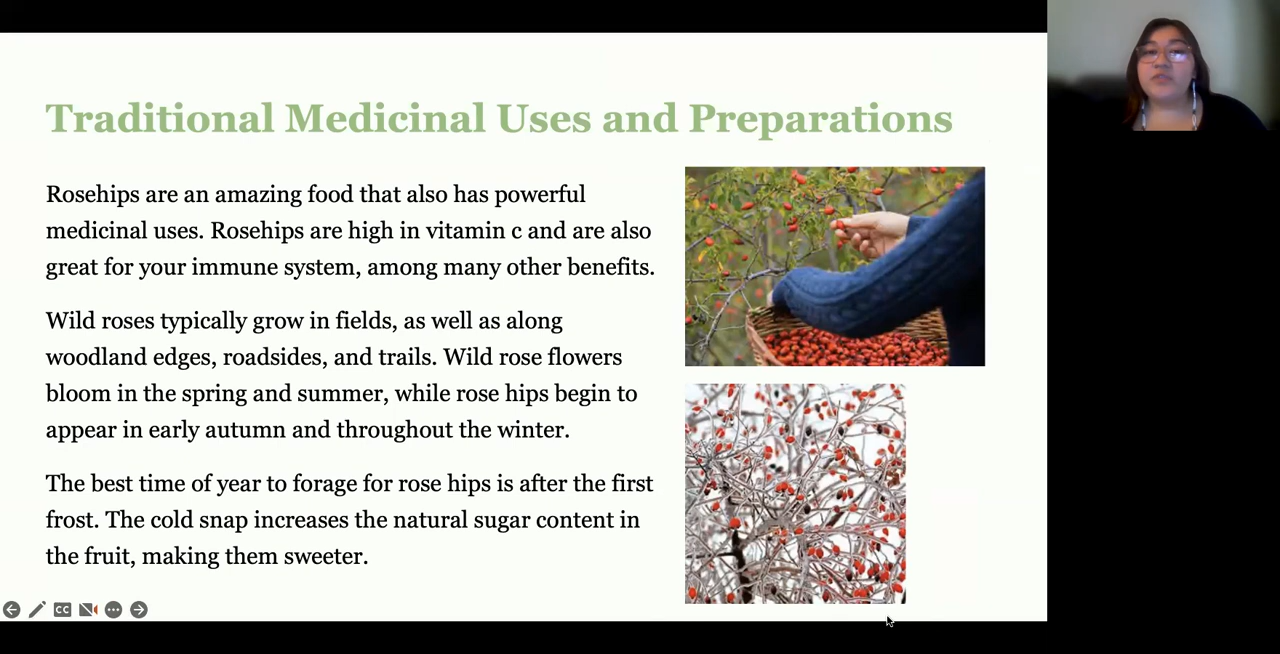 Traditional Medicinal Uses and Preparations
Rosehips are an amazing food that also has powerful
medicinal uses. Rosehips are high in vitamin c and are also
great for your immune system, among many other benefits.
Wild roses typically grow in fields, as well as along
woodland edges, roadsides, and trails. Wild rose flowers
bloom in the spring and summer, while rose hips begin to
appear in early autumn and throughout the winter.
The best time of year to forage for rose hips is after the first
frost. The cold snap increases the natural sugar content in
the fruit, making them sweeter.
CC